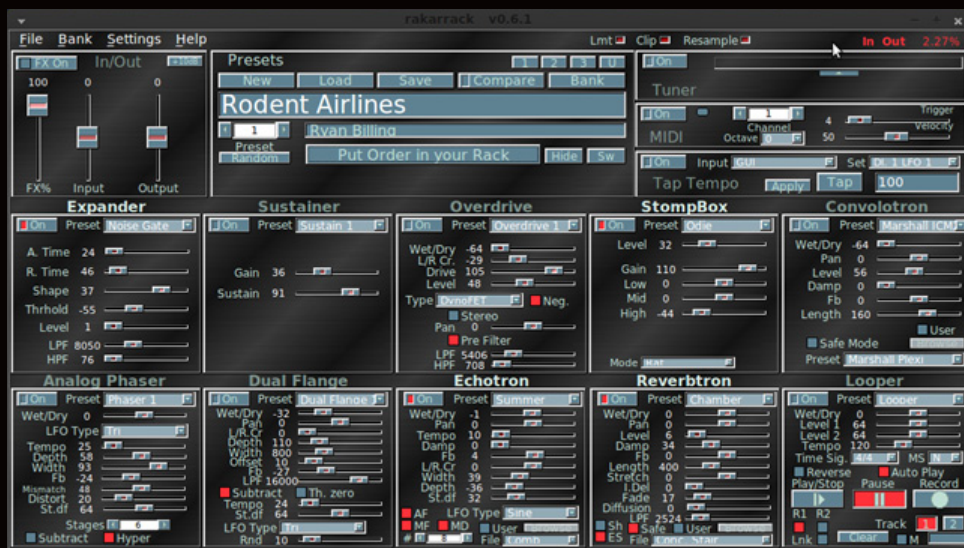 rakarrack v0.6.1
File Bank Settings Help Lmt Clip Resample In Out 2.27%
FX On In/Out +10dB
100 0 0
FX% Input Output
Presets 1 2 3 U
New Load Save Compare Bank
Rodent Airlines
1 Ryan Billing
Preset
Random Put Order in your Rack Hide Sw
On
Tuner
On 1 4 Trigger
MIDI Channel Velocity
Octave 0 50
On Input GUI Set Di. 1 LFO 1
Tap Tempo Apply Tap 100
Expander
On Preset Noise Gate
A. Time 24
R. Time 46
Shape 37
Thrhold -55
Level 1
LPF 8050
HPF 76
Sustainer
On Preset Sustain 1
Gain 36
Sustain 91
Overdrive
On Preset Overdrive 1
Wet/Dry -64
L/R Cr. -29
Drive 105
Level 48
Type DynoFET Neg.
Stereo
Pan 0
Pre Filter
LPF 5406
HPF 708
StompBox
On Preset Odie
Level 32
Gain 110
Low 0
Mid 0
High -44
Mode Rat
Convolotron
On Preset Marshall JCM
Wet/Dry -64
Pan 0
Level 56
Damp 0
Fb 0
Length 160
User
Safe Mode Browse
Preset Marshall Plexi
Analog Phaser
On Preset Phaser 1
Wet/Dry 0
LFO Type Tri
Tempo 25
Depth 58
Width 93
Fb -24
Mismatch 48
Distort 20
St.df 64
Stages 6
Subtract Hyper
Dual Flange
On Preset Dual Flange 1
Wet/Dry -32
Pan 0
L/R.Cr 0
Depth 110
Width 800
Offset 10
Fb -27
LPF 16000
Subtract Th. zero
Tempo 24
St.df 64
LFO Type Tri
Rnd 10
Echotron
On Preset Summer
Wet/Dry -1
Pan 0
Tempo 10
Damp 0
Fb 4
L/R.Cr 0
Width 39
Depth -36
St.df 32
AF LFO Type Sine
MF MD User Browse
# 8 File Comb
Reverbtron
On Preset Chamber
Wet/Dry 0
Pan 0
Level 6
Damp 34
Fb 0
Length 400
Stretch 0
I.Del 0
Fade 17
Diffusion 0
LPF 2524
Sh Safe User Browse
ES File Conc. Stair
Looper
On Preset Looper
Wet/Dry 0
Level 1 64
Level 2 64
Tempo 120
Time Sig. 4/4 MS N
Reverse Auto Play
Play/Stop Pause Record
R1 R2 Track 1 2
Lnk Clear M